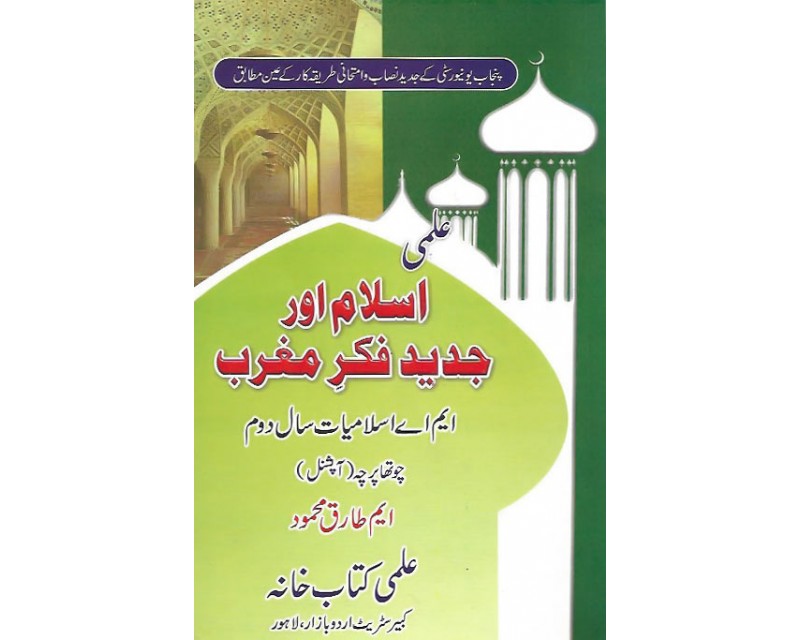 پنجاب یونیورسٹی کے جدید نصاب و امتحانی طریقہ کار کے عین مطابق
علمی
اسلام اور
جدید فکرِ مغرب
ایم اے اسلامیات سال دوم
چوتھا پرچہ (آپشنل)
ایم طارق محمود
علمی کتاب خانہ
کبیر سٹریٹ اردو بازار، لاہور